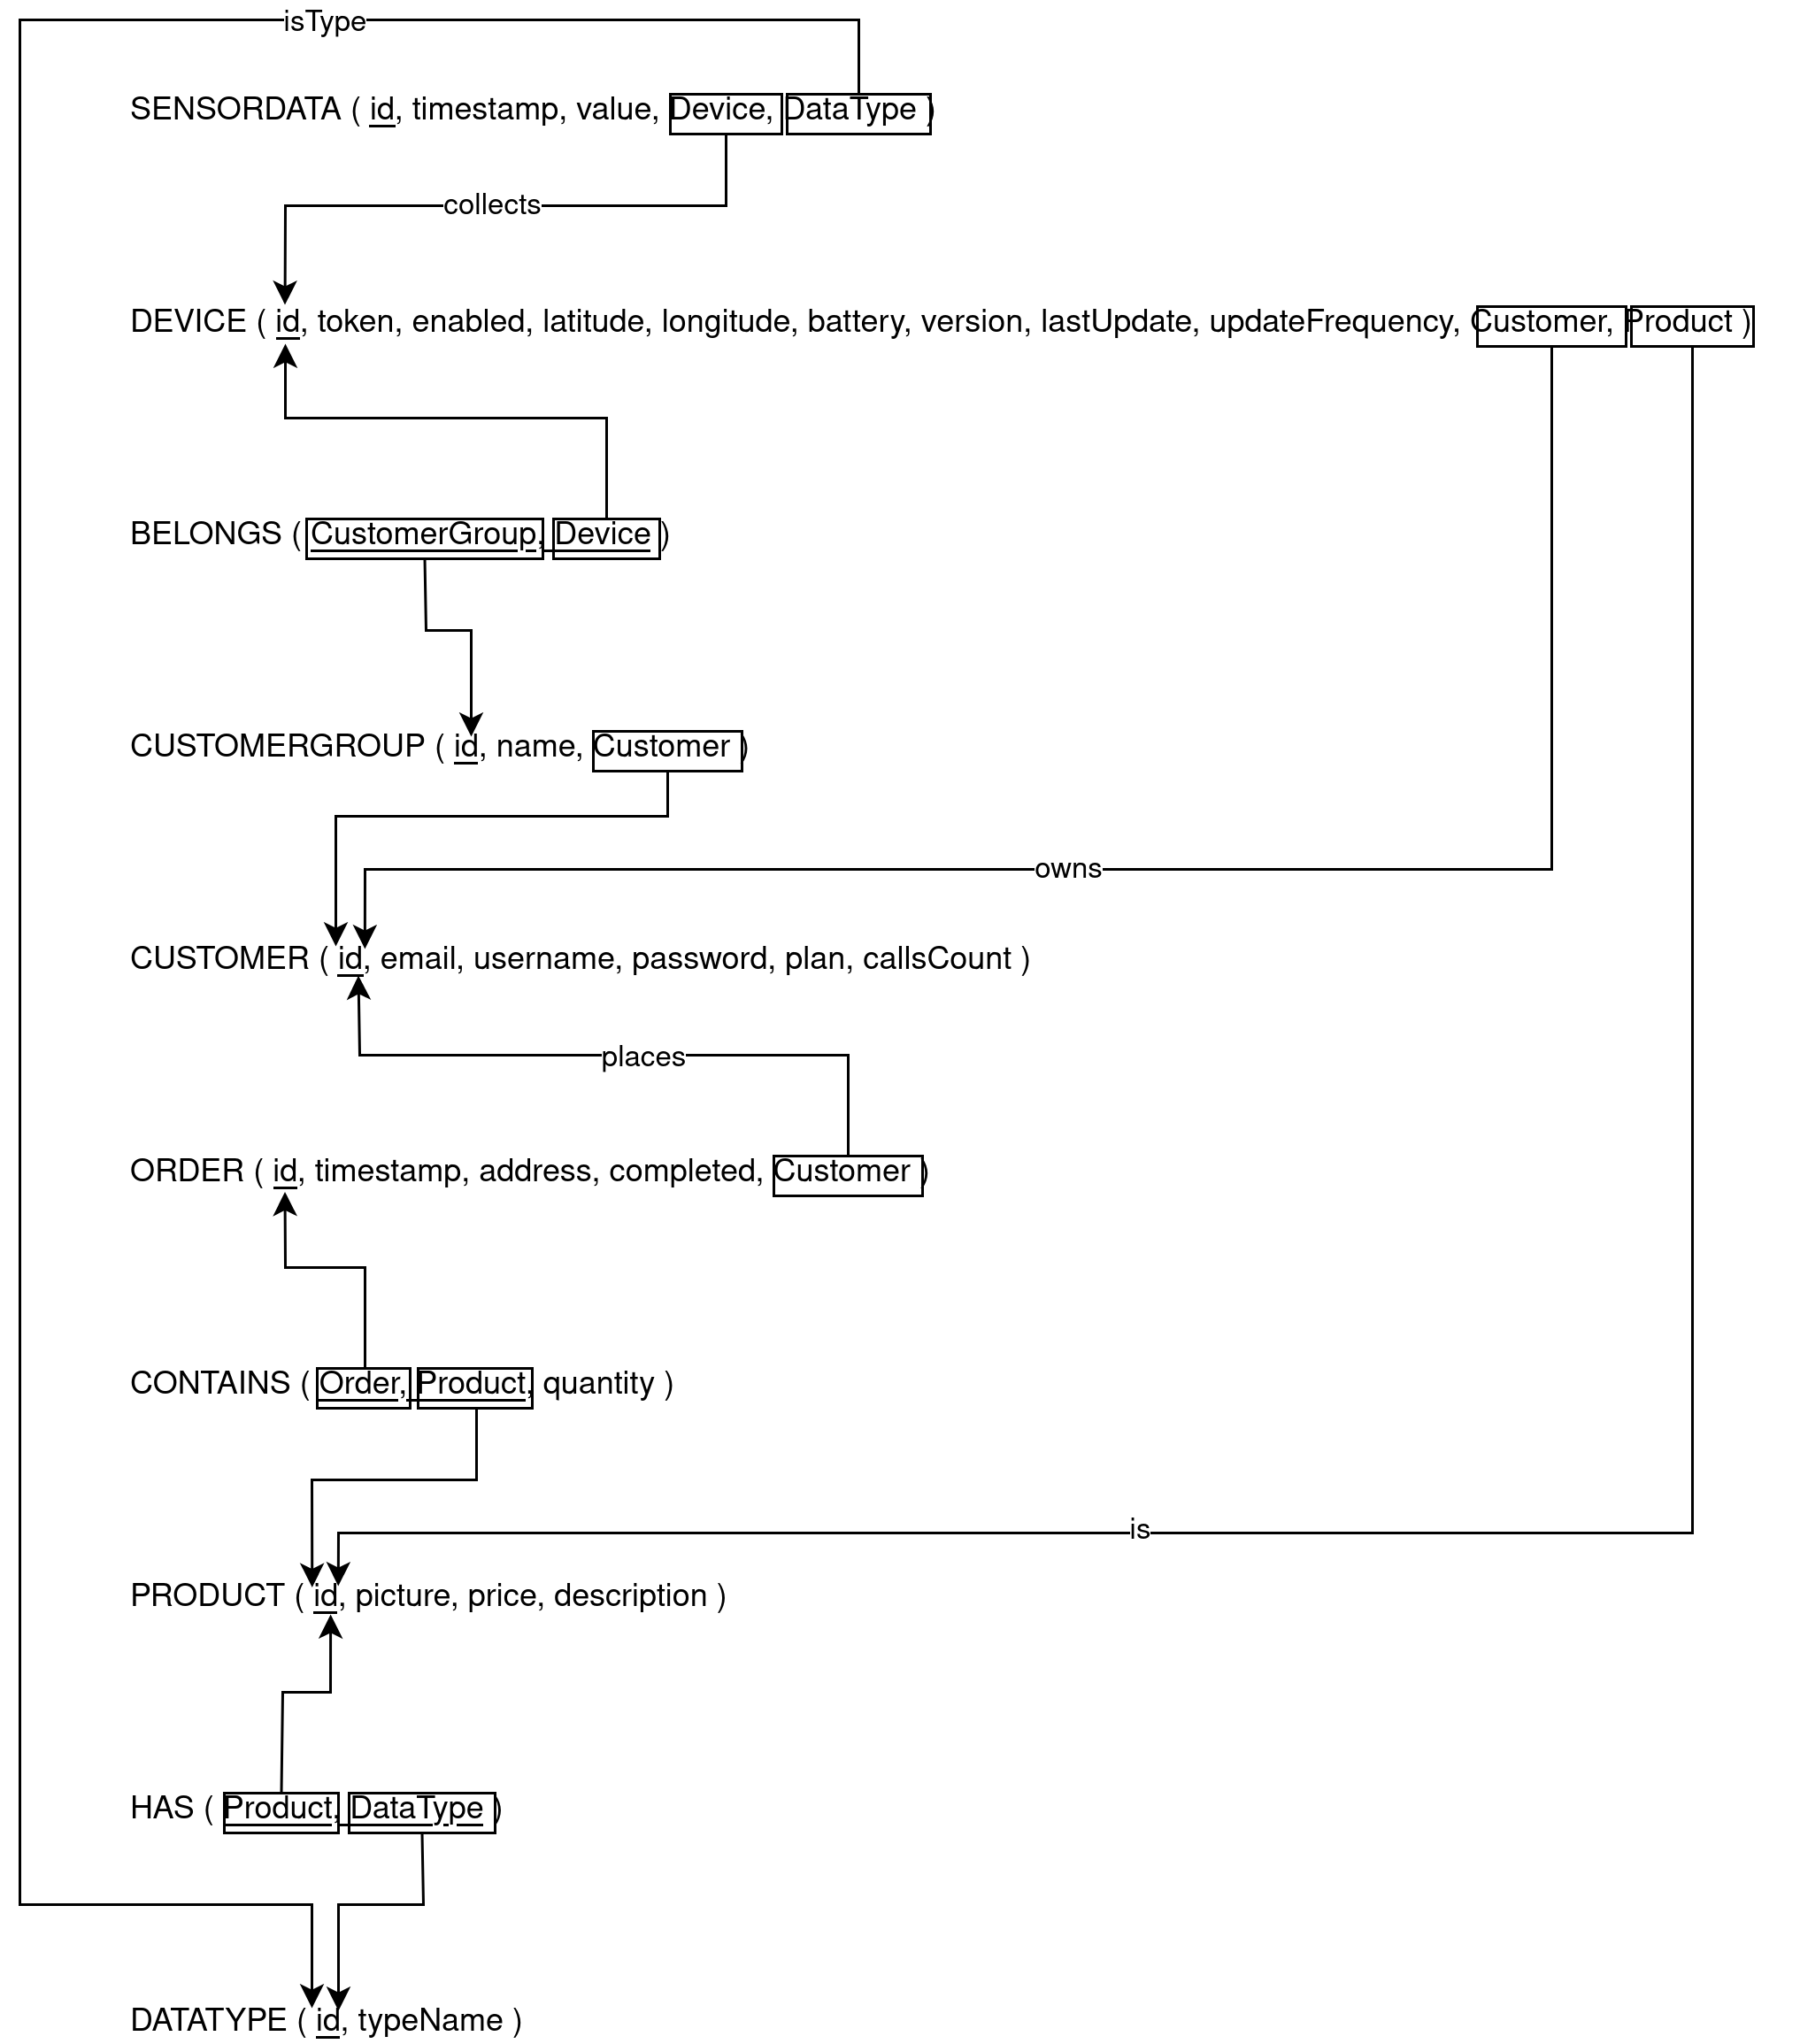 isType
SENSORDATA ( id, timestamp, value, Device, DataType )
collects
DEVICE ( id, token, enabled, latitude, longitude, battery, version, lastUpdate, updateFrequency, Customer, Product )
BELONGS ( CustomerGroup, Device )
CUSTOMERGROUP ( id, name, Customer )
owns
CUSTOMER ( id, email, username, password, plan, callsCount )
places
ORDER ( id, timestamp, address, completed, Customer )
CONTAINS ( Order, Product, quantity )
is
PRODUCT ( id, picture, price, description )
HAS ( Product, DataType )
DATATYPE ( id, typeName )